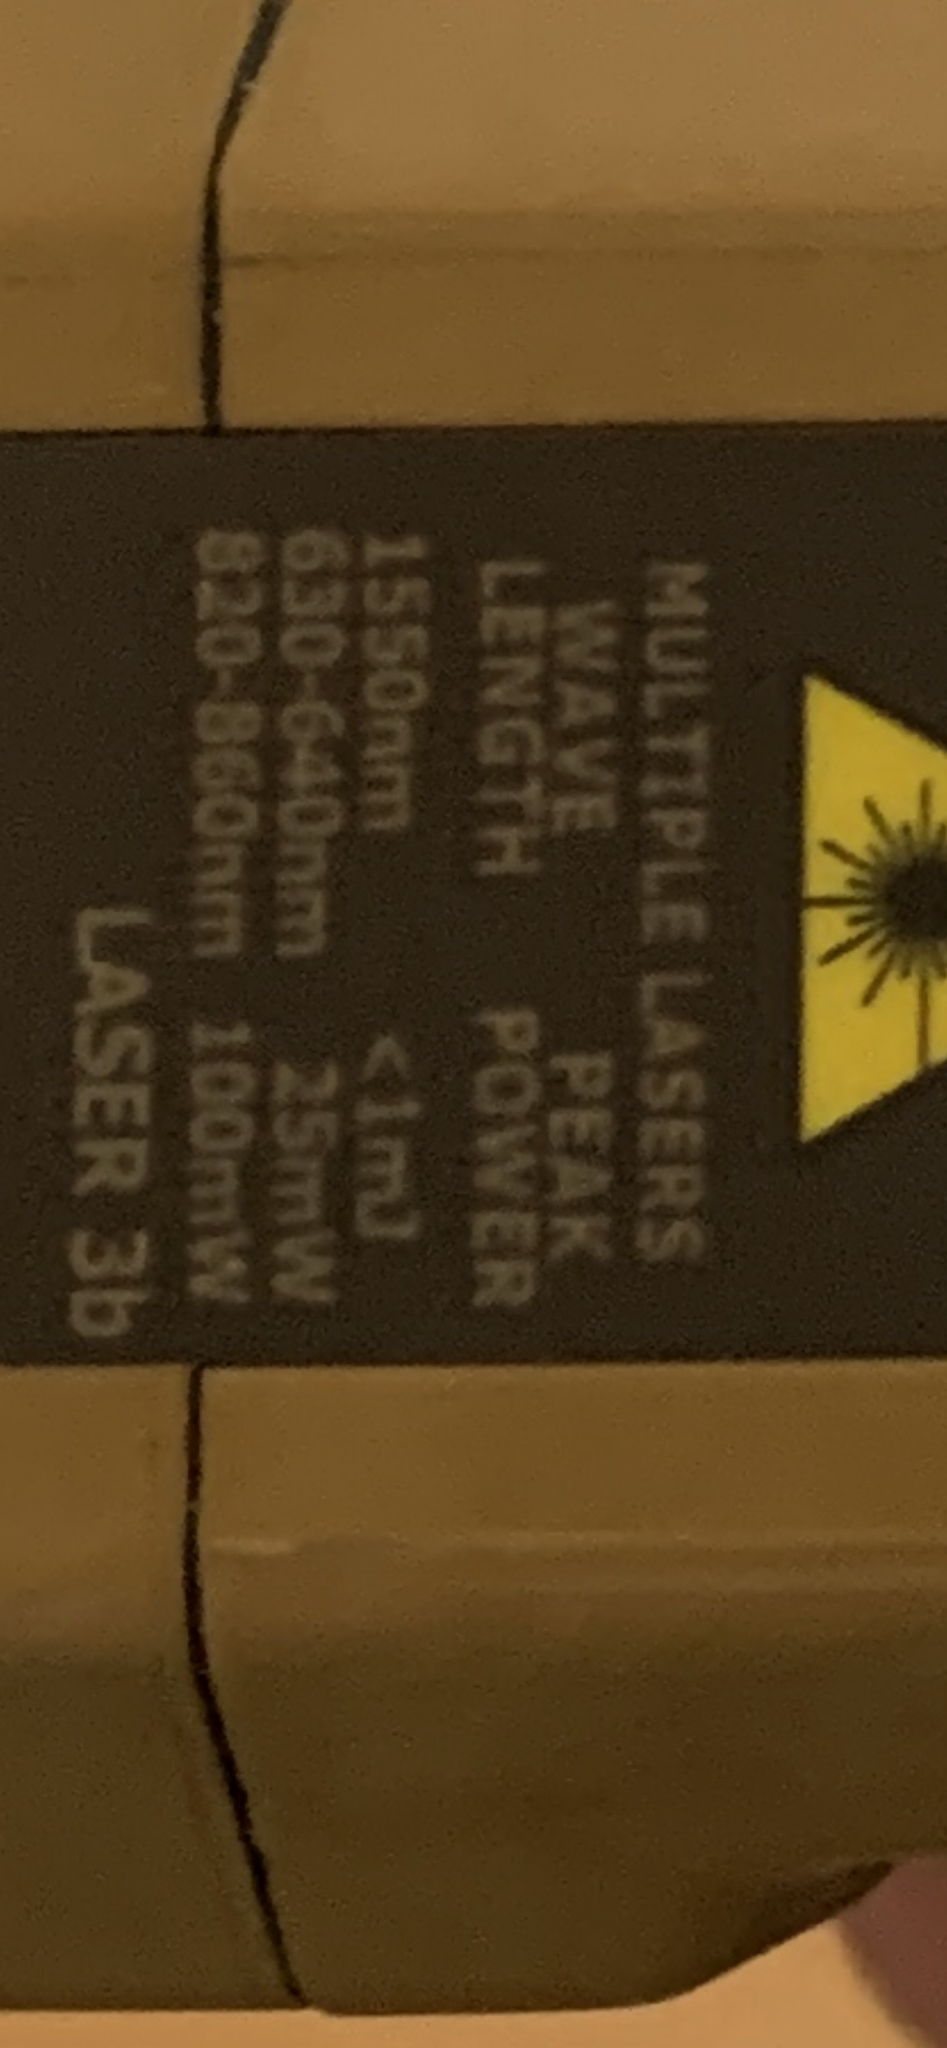 MULTIPLE LASERS
WAVE PEAK
LENGTH POWER
1550nm <1mJ
630-640nm 25mW
820-860nm 100mW
LASER 3b